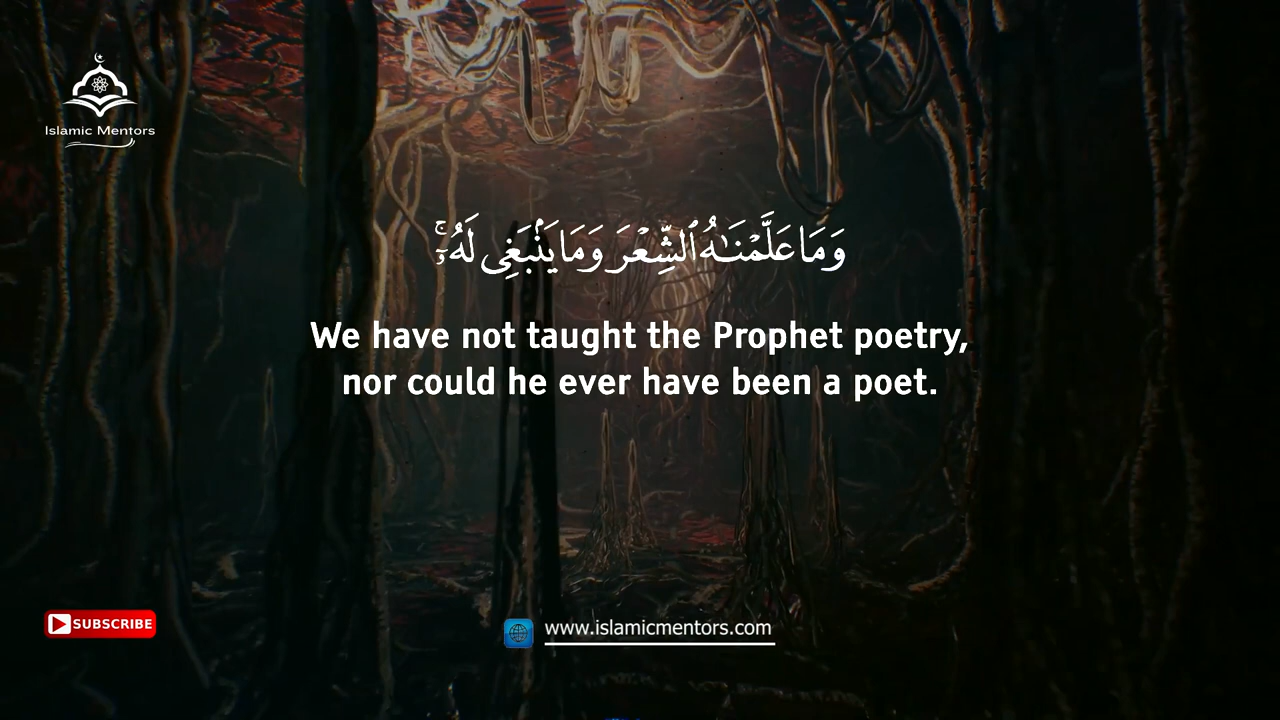 Islamic Mentors
وَمَا عَلَّمْنَـٰهُ ٱلشِّعْرَ وَمَا يَنۢبَغِى لَهُۥٓ ۚ
We have not taught the Prophet poetry,
nor could he ever have been a poet.
SUBSCRIBE
www.islamicmentors.com